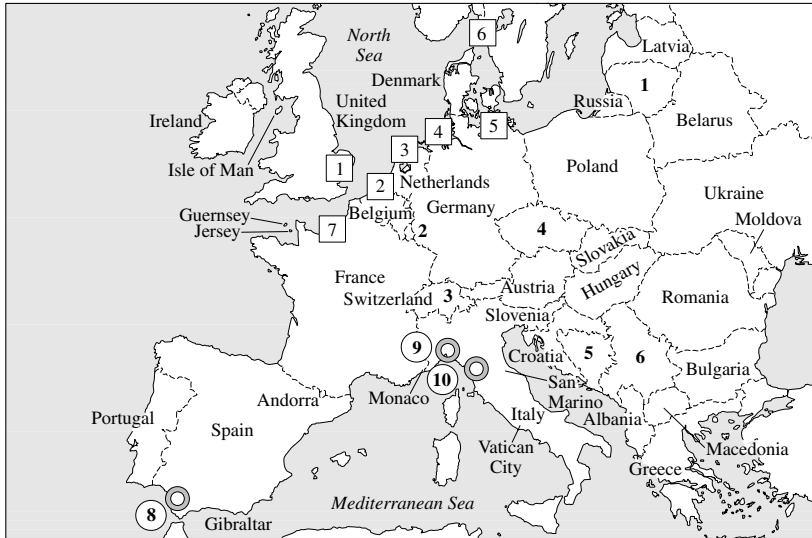 6
North
Sea
Latvia
Denmark
1
United
Kingdom
Russia
Ireland
Belarus
4
5
3
Isle of Man
1
Poland
2
Netherlands
Ukraine
Germany
Guernsey
Belgium
Moldova
Jersey
7
2
4
Slovakia
Hungary
France
Austria
Switzerland
3
Romania
Slovenia
9
Croatia
5
6
10
Bulgaria
Monaco
San
Marino
Andorra
Portugal
Spain
Italy
Albania
Vatican
City
Macedonia
Greece
Mediterranean Sea
8
Gibraltar